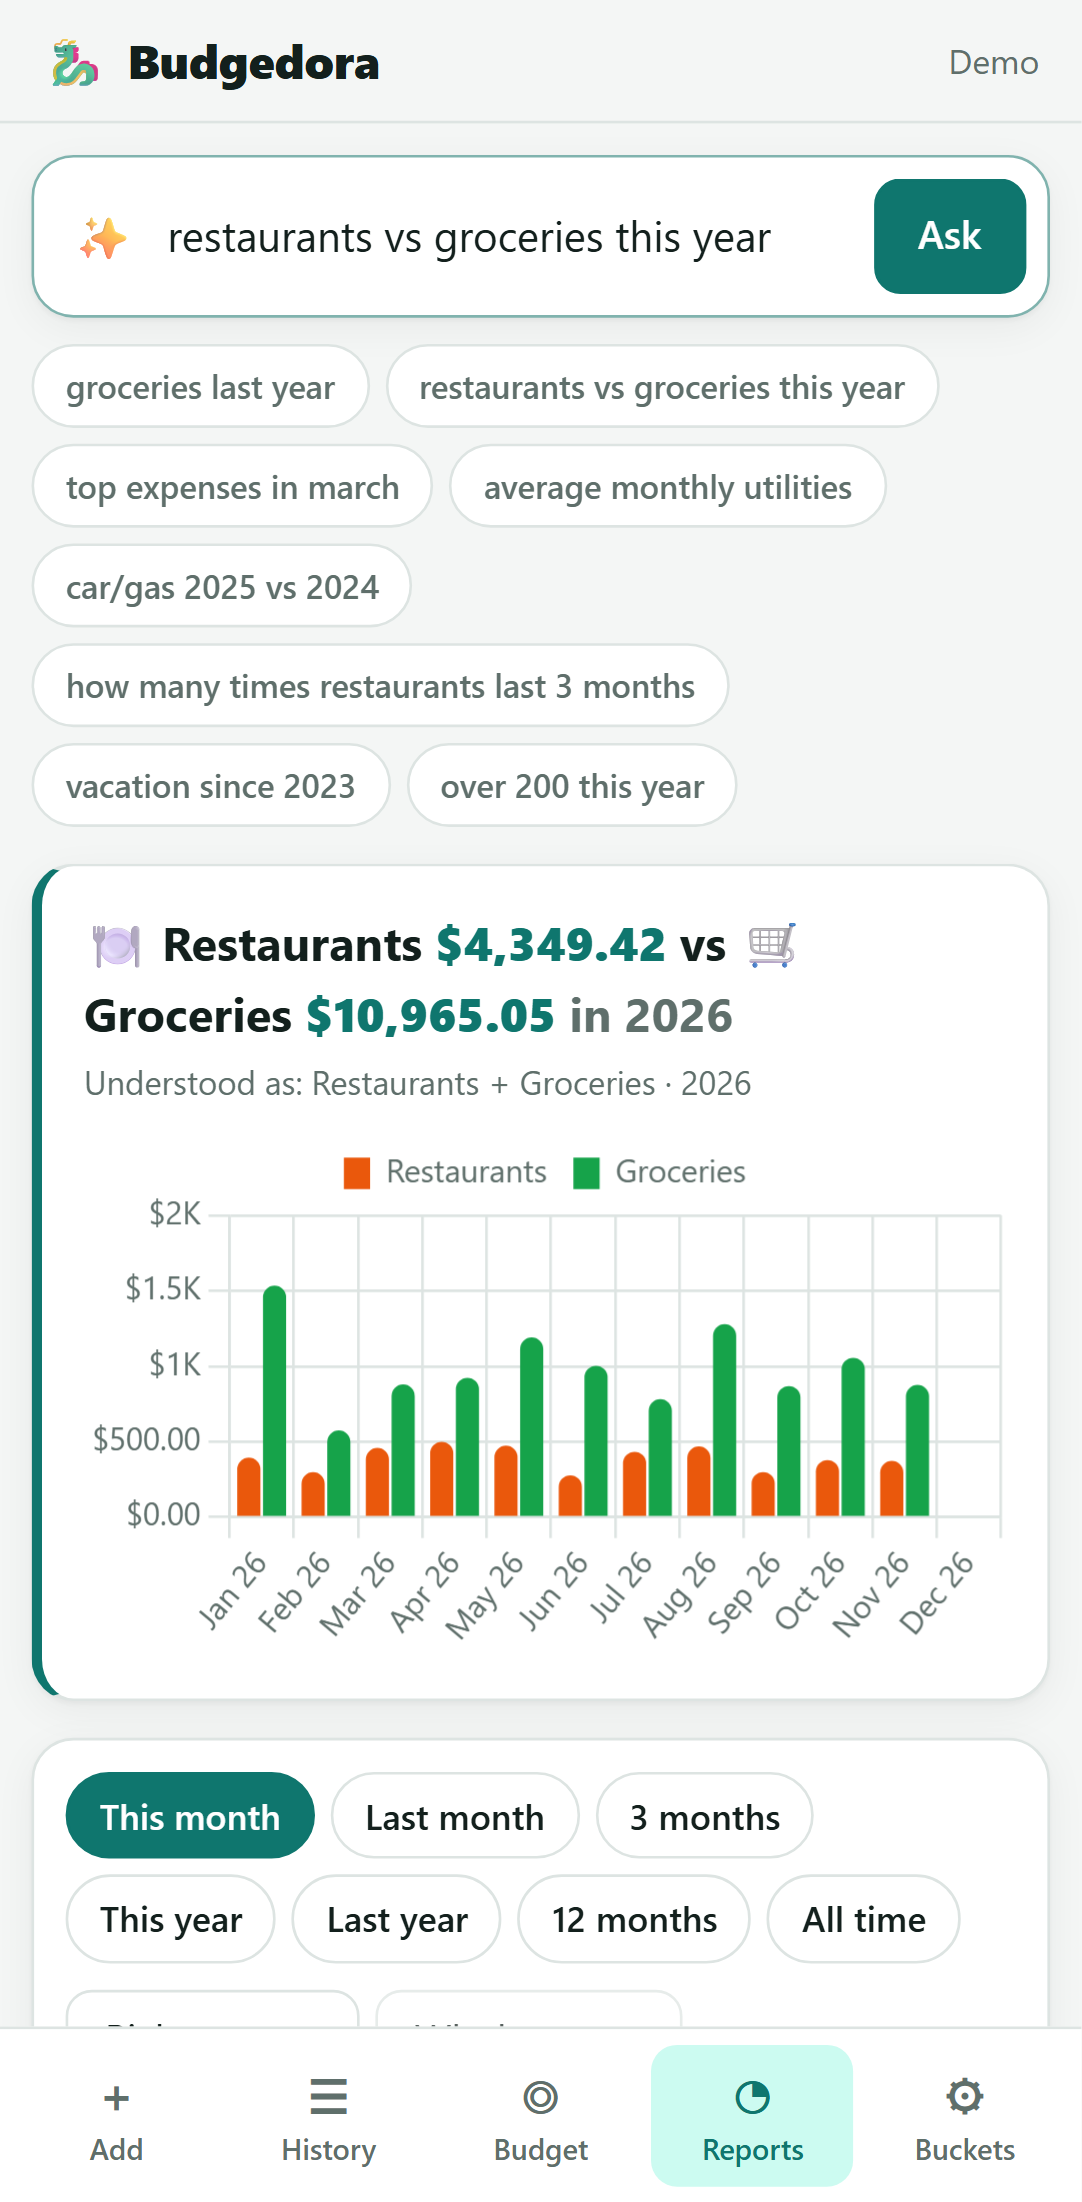 Budgedora
Demo
restaurants vs groceries this year
Ask
groceries last year
restaurants vs groceries this year
top expenses in march
average monthly utilities
car/gas 2025 vs 2024
how many times restaurants last 3 months
vacation since 2023
over 200 this year
Restaurants $4,349.42 vs
Groceries $10,965.05 in 2026
Understood as: Restaurants + Groceries · 2026
Restaurants
Groceries
$2K
$1.5K
$1K
$500.00
$0.00
Jan 26
Feb 26
Mar 26
Apr 26
May 26
Jun 26
Jul 26
Aug 26
Sep 26
Oct 26
Nov 26
Dec 26
This month
Last month
3 months
This year
Last year
12 months
All time
Add
History
Budget
Reports
Buckets